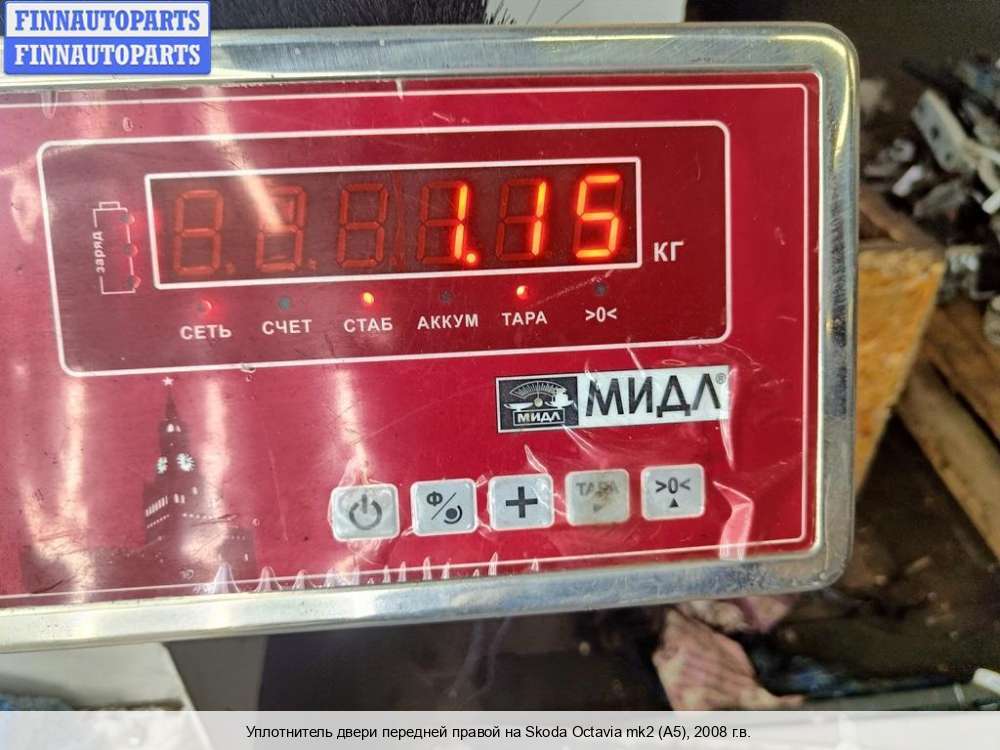 FINNAUTOPARTS
FINNAUTOPARTS
1.15
КГ
заряд
СЕТЬ СЧЕТ СТАБ АККУМ ТАРА >0<
МИДЛ МИДЛ®
Ф/ + ТАРА >0<
Уплотнитель двери передней правой на Skoda Octavia mk2 (A5), 2008 г.в.